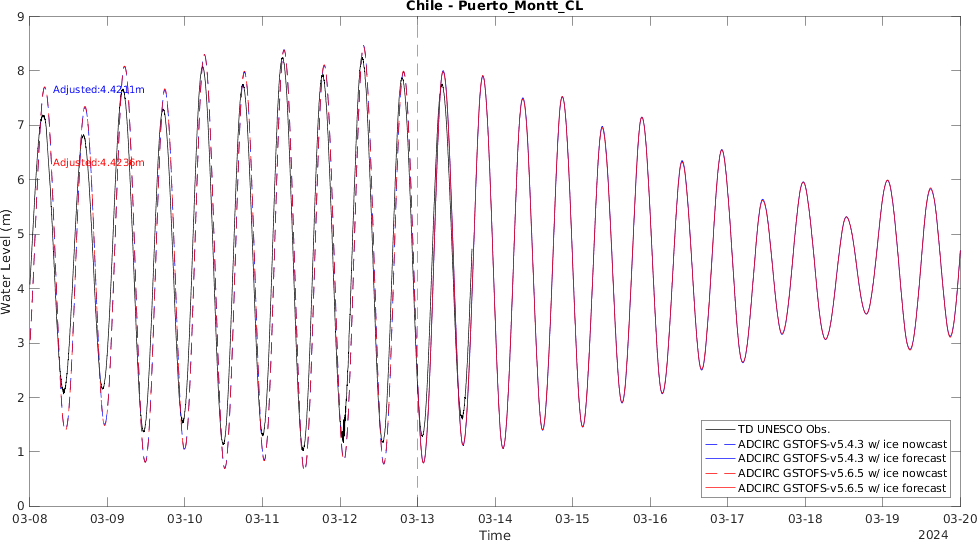 Chile - Puerto_Montt_CL
9
8
7
6
5
4
3
2
1
0
Water Level (m)
Adjusted:4.4211m
Adjusted:4.4236m
TD UNESCO Obs.
ADCIRC GSTOFS-v5.4.3 w/ ice nowcast
ADCIRC GSTOFS-v5.4.3 w/ ice forecast
ADCIRC GSTOFS-v5.6.5 w/ ice nowcast
ADCIRC GSTOFS-v5.6.5 w/ ice forecast
03-08 03-09 03-10 03-11 03-12 03-13 03-14 03-15 03-16 03-17 03-18 03-19 03-20
Time
2024